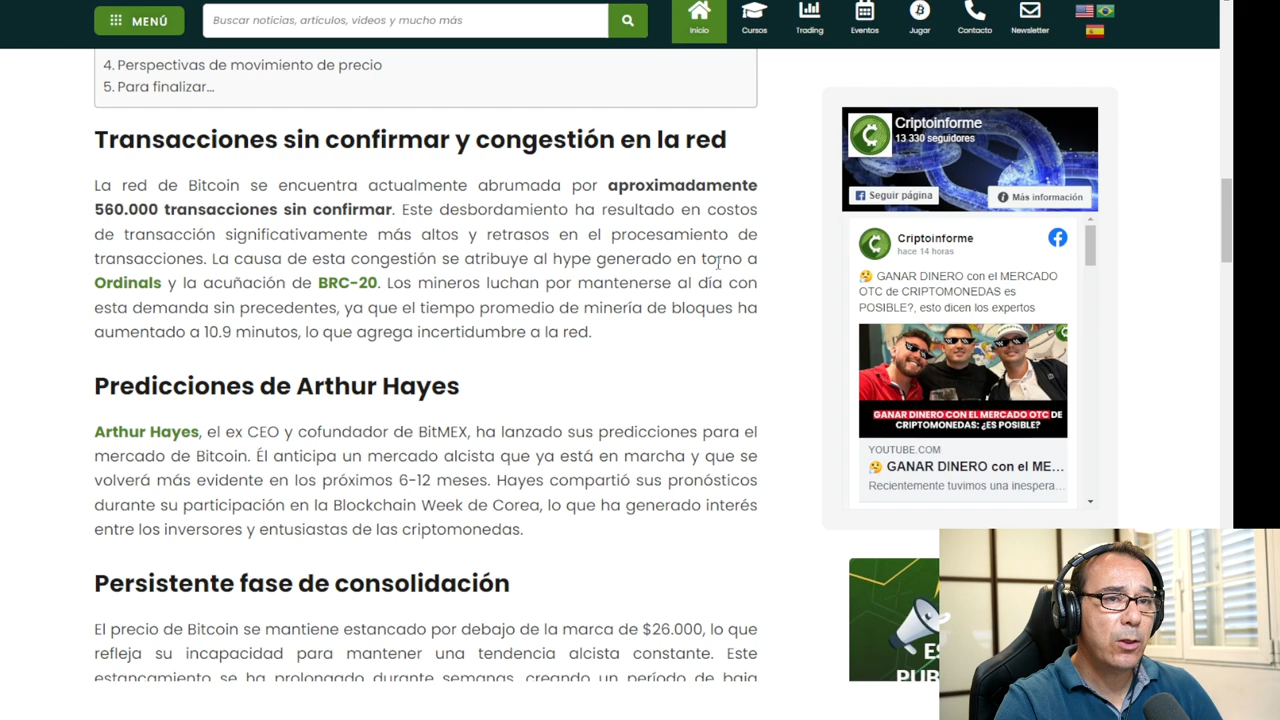 MENÚ
Buscar noticias, artículos, videos y mucho más
Inicio
Cursos
Trading
Eventos
Jugar
Contacto
Newsletter
4. Perspectivas de movimiento de precio
5. Para finalizar...
Transacciones sin confirmar y congestión en la red
La red de Bitcoin se encuentra actualmente abrumada por aproximadamente
560.000 transacciones sin confirmar. Este desbordamiento ha resultado en costos
de transacción significativamente más altos y retrasos en el procesamiento de
transacciones. La causa de esta congestión se atribuye al hype generado en torno a
Ordinals y la acuñación de BRC-20. Los mineros luchan por mantenerse al día con
esta demanda sin precedentes, ya que el tiempo promedio de minería de bloques ha
aumentado a 10.9 minutos, lo que agrega incertidumbre a la red.
Predicciones de Arthur Hayes
Arthur Hayes, el ex CEO y cofundador de BitMEX, ha lanzado sus predicciones para el
mercado de Bitcoin. Él anticipa un mercado alcista que ya está en marcha y que se
volverá más evidente en los próximos 6-12 meses. Hayes compartió sus pronósticos
durante su participación en la Blockchain Week de Corea, lo que ha generado interés
entre los inversores y entusiastas de las criptomonedas.
Persistente fase de consolidación
El precio de Bitcoin se mantiene estancado por debajo de la marca de $26.000, lo que
refleja su incapacidad para mantener una tendencia alcista constante. Este
estancamiento se ha prolongado durante semanas, creando un período de baja
Criptoinforme
13 330 seguidores
Seguir página
Más información
Criptoinforme
hace 14 horas
🤔 GANAR DINERO con el MERCADO
OTC de CRIPTOMONEDAS es
POSIBLE?, esto dicen los expertos
GANAR DINERO CON EL MERCADO OTC DE
CRIPTOMONEDAS: ¿ES POSIBLE?
YOUTUBE.COM
🤔 GANAR DINERO con el ME...
Recientemente tuvimos una inespera...